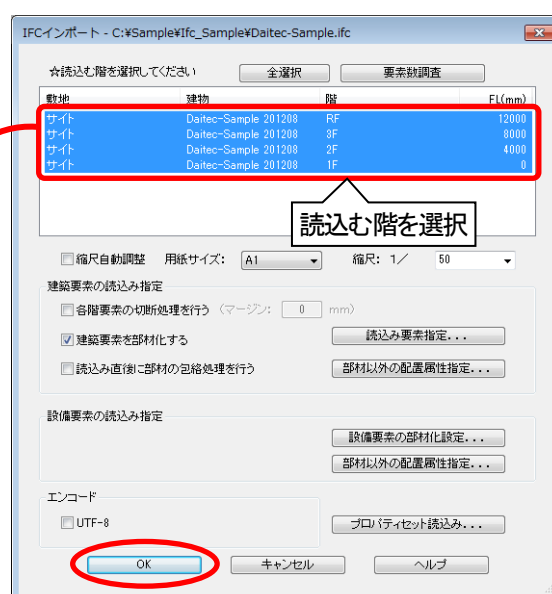 IFCインポート - C:¥Sample¥Ifc_Sample¥Daitec-Sample.ifc
☆読込む階を選択してください 全選択 要素数調査
敷地 建物 階 FL(mm)
サイト Daitec-Sample 201208 RF 12000
サイト Daitec-Sample 201208 3F 8000
サイト Daitec-Sample 201208 2F 4000
サイト Daitec-Sample 201208 1F 0
読込む階を選択
縮尺自動調整 用紙サイズ: A1 縮尺: 1/ 50
建築要素の読込み指定
各階要素の切断処理を行う (マージン: 0 mm)
建築要素を部材化する 読込み要素指定...
読込み直後に部材の包絡処理を行う 部材以外の配置属性指定...
設備要素の読込み指定
設備要素の部材化設定...
部材以外の配置属性指定...
エンコード
UTF-8 プロパティセット読込み...
OK キャンセル ヘルプ